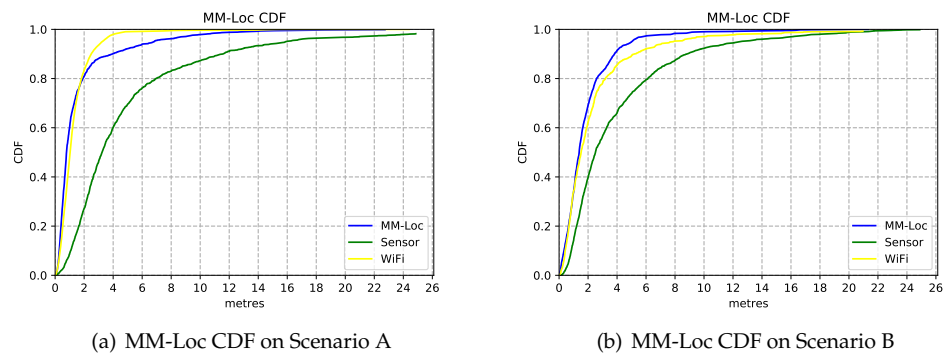 MM-Loc CDF
1.0
0.8
0.6
0.4
0.2
0.0
CDF
0 2 4 6 8 10 12 14 16 18 20 22 24 26
metres
MM-Loc
Sensor
WiFi
(a) MM-Loc CDF on Scenario A
MM-Loc CDF
1.0
0.8
0.6
0.4
0.2
0.0
CDF
0 2 4 6 8 10 12 14 16 18 20 22 24 26
metres
MM-Loc
Sensor
WiFi
(b) MM-Loc CDF on Scenario B